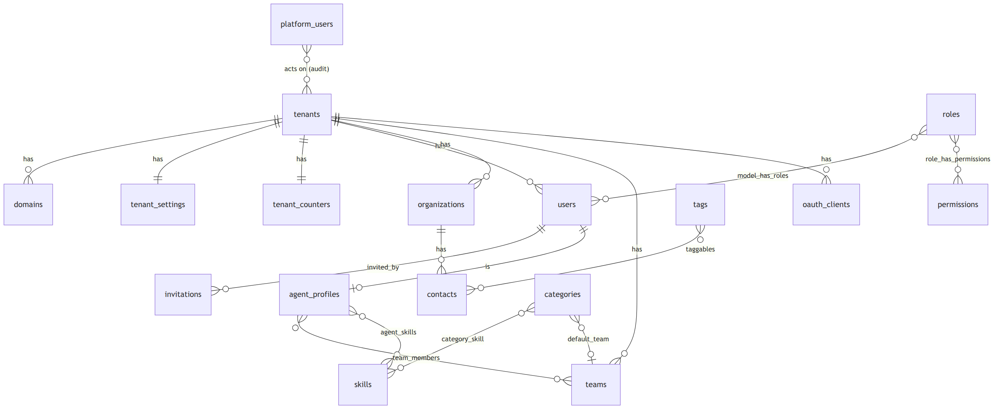 platform_users
acts on (audit)
tenants
roles
has
has
has
has
has
has
role_has_permissions
model_has_roles
domains
tenant_settings
tenant_counters
organizations
users
tags
oauth_clients
permissions
has
has
taggables
invited_by
is
invitations
agent_profiles
contacts
categories
agent_skills
category_skill
default_team
team_members
skills
teams